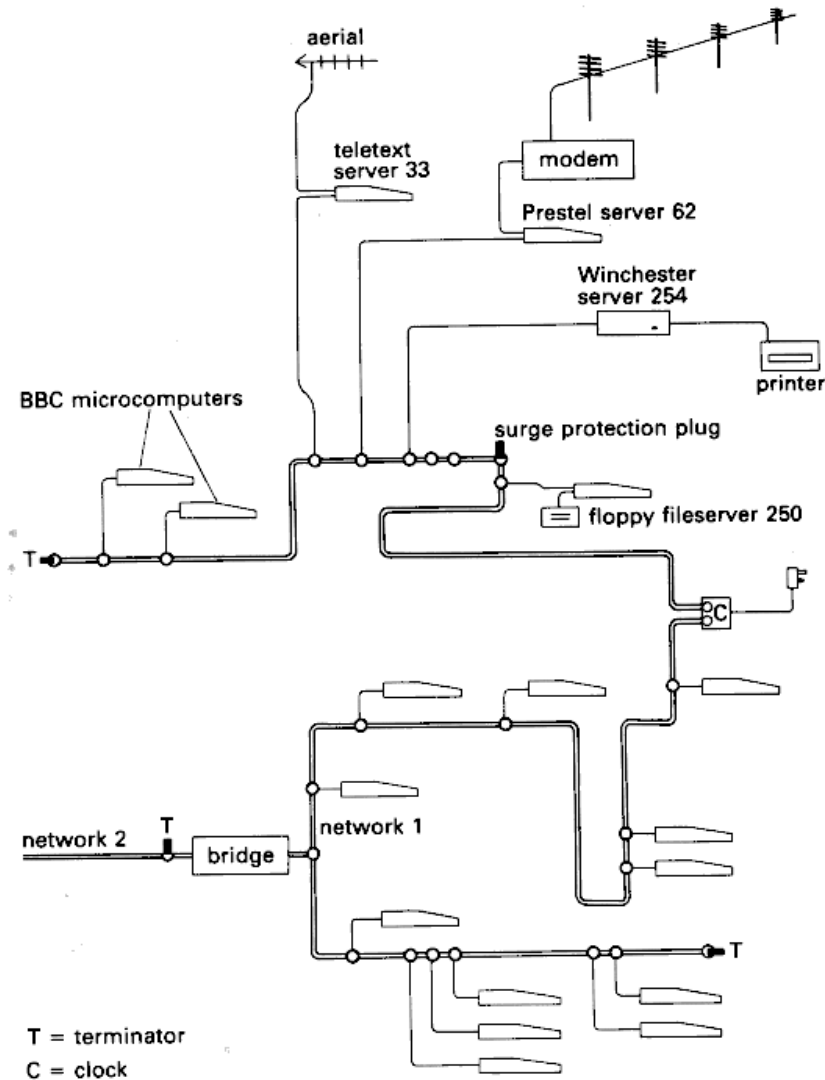 aerial
teletext
server 33
modem
Prestel server 62
Winchester
server 254
printer
BBC microcomputers
surge protection plug
floppy fileserver 250
T
C
T
network 1
network 2
bridge
T
T = terminator
C = clock